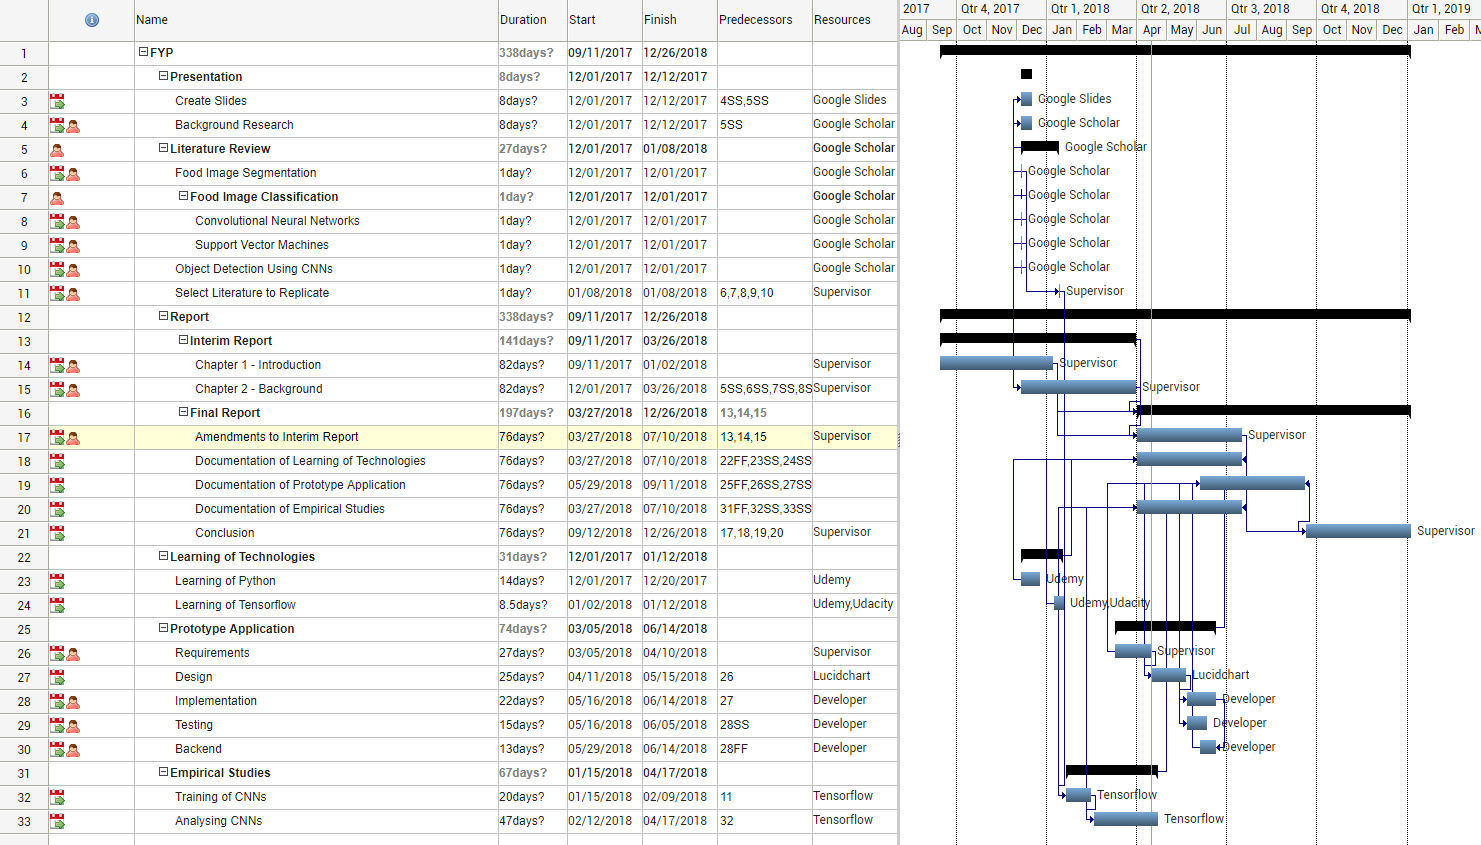 Name Duration Start Finish Predecessors Resources
2017 Qtr 4, 2017 Qtr 1, 2018 Qtr 2, 2018 Qtr 3, 2018 Qtr 4, 2018 Qtr 1, 2019
Aug Sep Oct Nov Dec Jan Feb Mar Apr May Jun Jul Aug Sep Oct Nov Dec Jan Feb
1 FYP 338days? 09/11/2017 12/26/2018
2 Presentation 8days? 12/01/2017 12/12/2017
3 Create Slides 8days? 12/01/2017 12/12/2017 4SS,5SS Google Slides Google Slides
4 Background Research 8days? 12/01/2017 12/12/2017 5SS Google Scholar Google Scholar
5 Literature Review 27days? 12/01/2017 01/08/2018 Google Scholar Google Scholar
6 Food Image Segmentation 1day? 12/01/2017 12/01/2017 Google Scholar Google Scholar
7 Food Image Classification 1day? 12/01/2017 12/01/2017 Google Scholar Google Scholar
8 Convolutional Neural Networks 1day? 12/01/2017 12/01/2017 Google Scholar Google Scholar
9 Support Vector Machines 1day? 12/01/2017 12/01/2017 Google Scholar Google Scholar
10 Object Detection Using CNNs 1day? 12/01/2017 12/01/2017 Google Scholar Google Scholar
11 Select Literature to Replicate 1day? 01/08/2018 01/08/2018 6,7,8,9,10 Supervisor Supervisor
12 Report 338days? 09/11/2017 12/26/2018
13 Interim Report 141days? 09/11/2017 03/26/2018
14 Chapter 1 - Introduction 82days? 09/11/2017 01/02/2018 Supervisor Supervisor
15 Chapter 2 - Background 82days? 12/01/2017 03/26/2018 5SS,6SS,7SS,8S Supervisor Supervisor
16 Final Report 197days? 03/27/2018 12/26/2018 13,14,15
17 Amendments to Interim Report 76days? 03/27/2018 07/10/2018 13,14,15 Supervisor Supervisor
18 Documentation of Learning of Technologies 76days? 03/27/2018 07/10/2018 22FF,23SS,24SS
19 Documentation of Prototype Application 76days? 05/29/2018 09/11/2018 25FF,26SS,27SS
20 Documentation of Empirical Studies 76days? 03/27/2018 07/10/2018 31FF,32SS,33SS
21 Conclusion 76days? 09/12/2018 12/26/2018 17,18,19,20 Supervisor Supervisor
22 Learning of Technologies 31days? 12/01/2017 01/12/2018
23 Learning of Python 14days? 12/01/2017 12/20/2017 Udemy Udemy
24 Learning of Tensorflow 8.5days? 01/02/2018 01/12/2018 Udemy,Udacity Udemy,Udacity
25 Prototype Application 74days? 03/05/2018 06/14/2018
26 Requirements 27days? 03/05/2018 04/10/2018 Supervisor Supervisor
27 Design 25days? 04/11/2018 05/15/2018 26 Lucidchart Lucidchart
28 Implementation 22days? 05/16/2018 06/14/2018 27 Developer Developer
29 Testing 15days? 05/16/2018 06/05/2018 28SS Developer Developer
30 Backend 13days? 05/29/2018 06/14/2018 28FF Developer Developer
31 Empirical Studies 67days? 01/15/2018 04/17/2018
32 Training of CNNs 20days? 01/15/2018 02/09/2018 11 Tensorflow Tensorflow
33 Analysing CNNs 47days? 02/12/2018 04/17/2018 32 Tensorflow Tensorflow